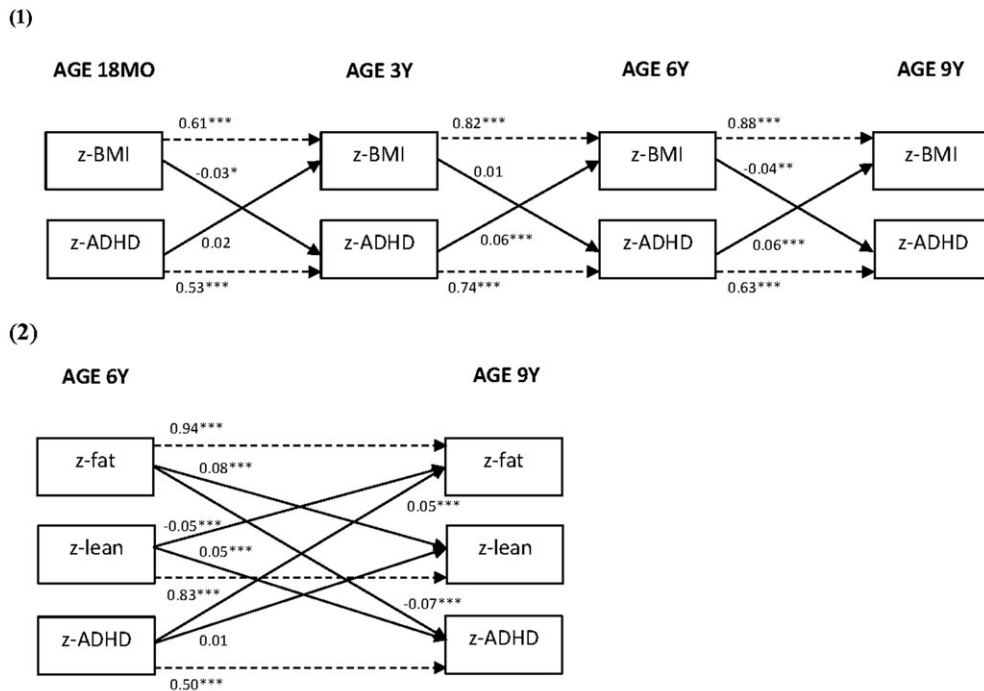 (1)
AGE 18MO AGE 3Y AGE 6Y AGE 9Y
0.61*** 0.82*** 0.88***
z-BMI z-BMI z-BMI z-BMI
-0.03* 0.01 -0.04**
z-ADHD z-ADHD z-ADHD z-ADHD
0.02 0.06*** 0.06***
0.53*** 0.74*** 0.63***
(2)
AGE 6Y AGE 9Y
0.94***
z-fat z-fat
0.08***
0.05***
-0.05***
z-lean z-lean
0.05***
0.83*** -0.07***
z-ADHD z-ADHD
0.01
0.50***